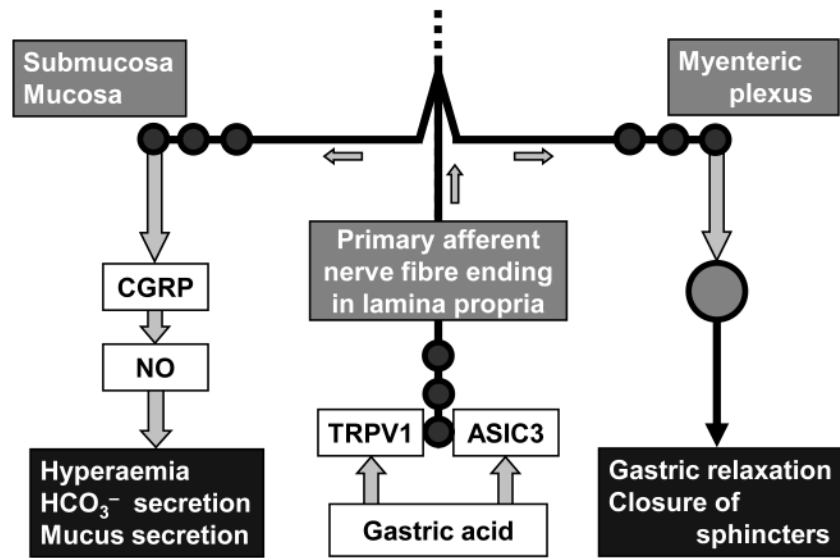 Submucosa
Mucosa
Myenteric
plexus
Primary afferent
nerve fibre ending
in lamina propria
CGRP
NO
TRPV1
ASIC3
Hyperaemia
HCO₃⁻ secretion
Mucus secretion
Gastric acid
Gastric relaxation
Closure of
sphincters